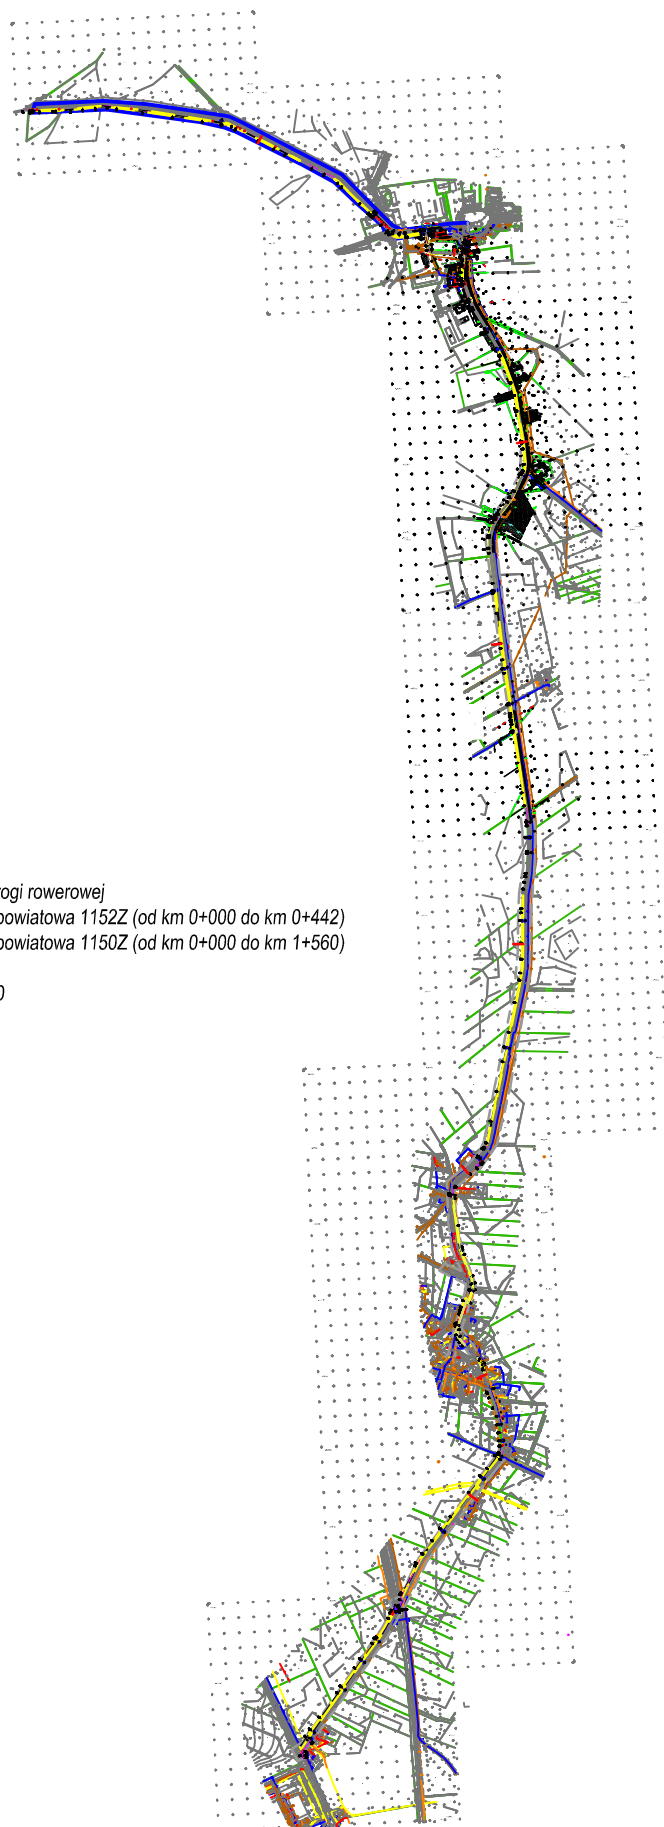 rogi rowerowej
powiatowa 1152Z (od km 0+000 do km 0+442)
powiatowa 1150Z (od km 0+000 do km 1+560)
0